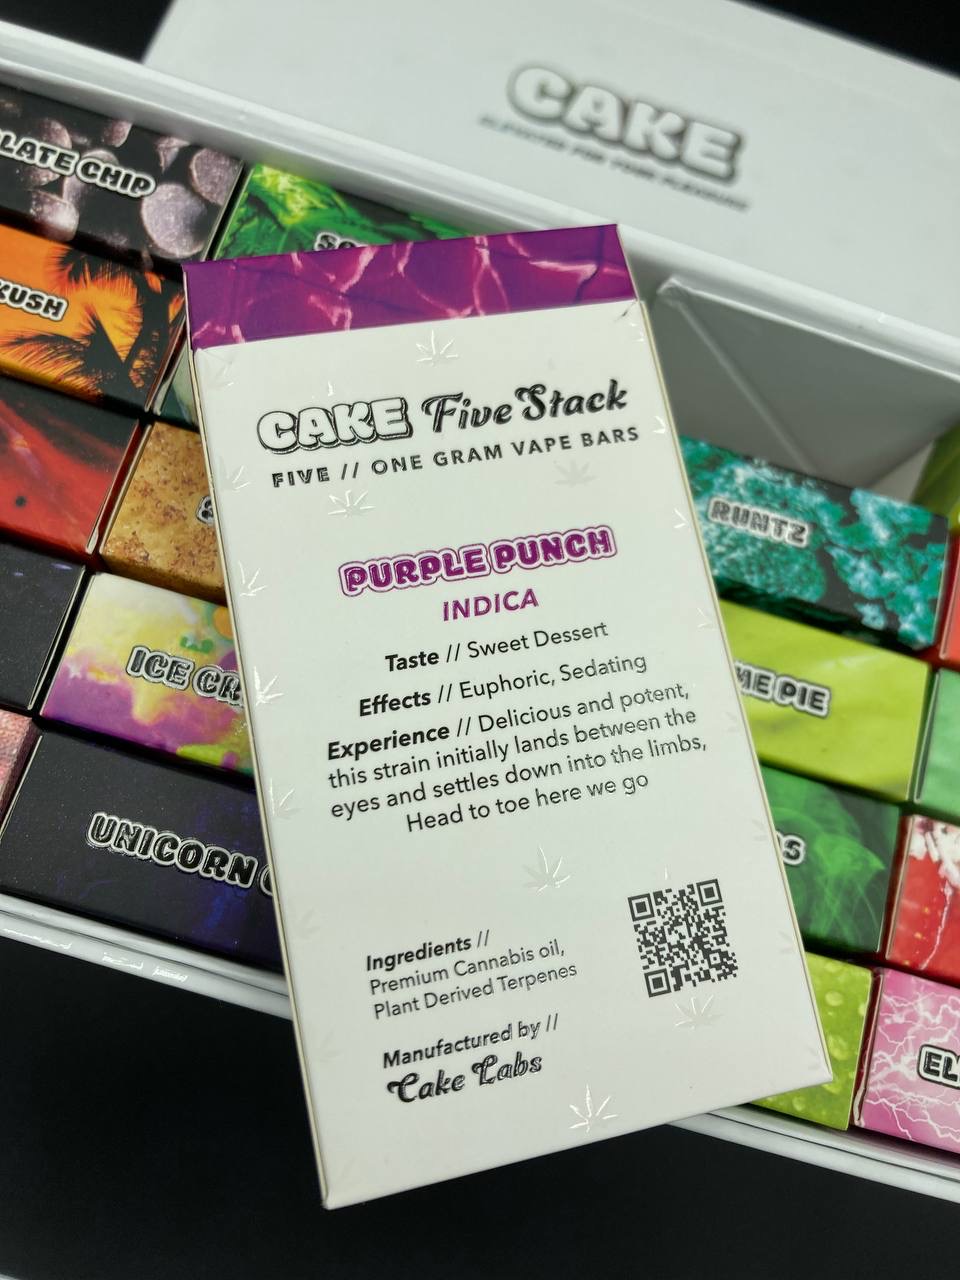 CAKE
LATE CHIP
KUSH
CAKE Five Stack
FIVE // ONE GRAM VAPE BARS
RUNTZ
PURPLE PUNCH
INDICA
Taste // Sweet Dessert
Effects // Euphoric, Sedating
Experience // Delicious and potent,
this strain initially lands between the
eyes and settles down into the limbs,
Head to toe here we go
ICE CR
ME PIE
UNICORN
Ingredients //
Premium Cannabis oil,
Plant Derived Terpenes
Manufactured by //
Cake Labs
EL